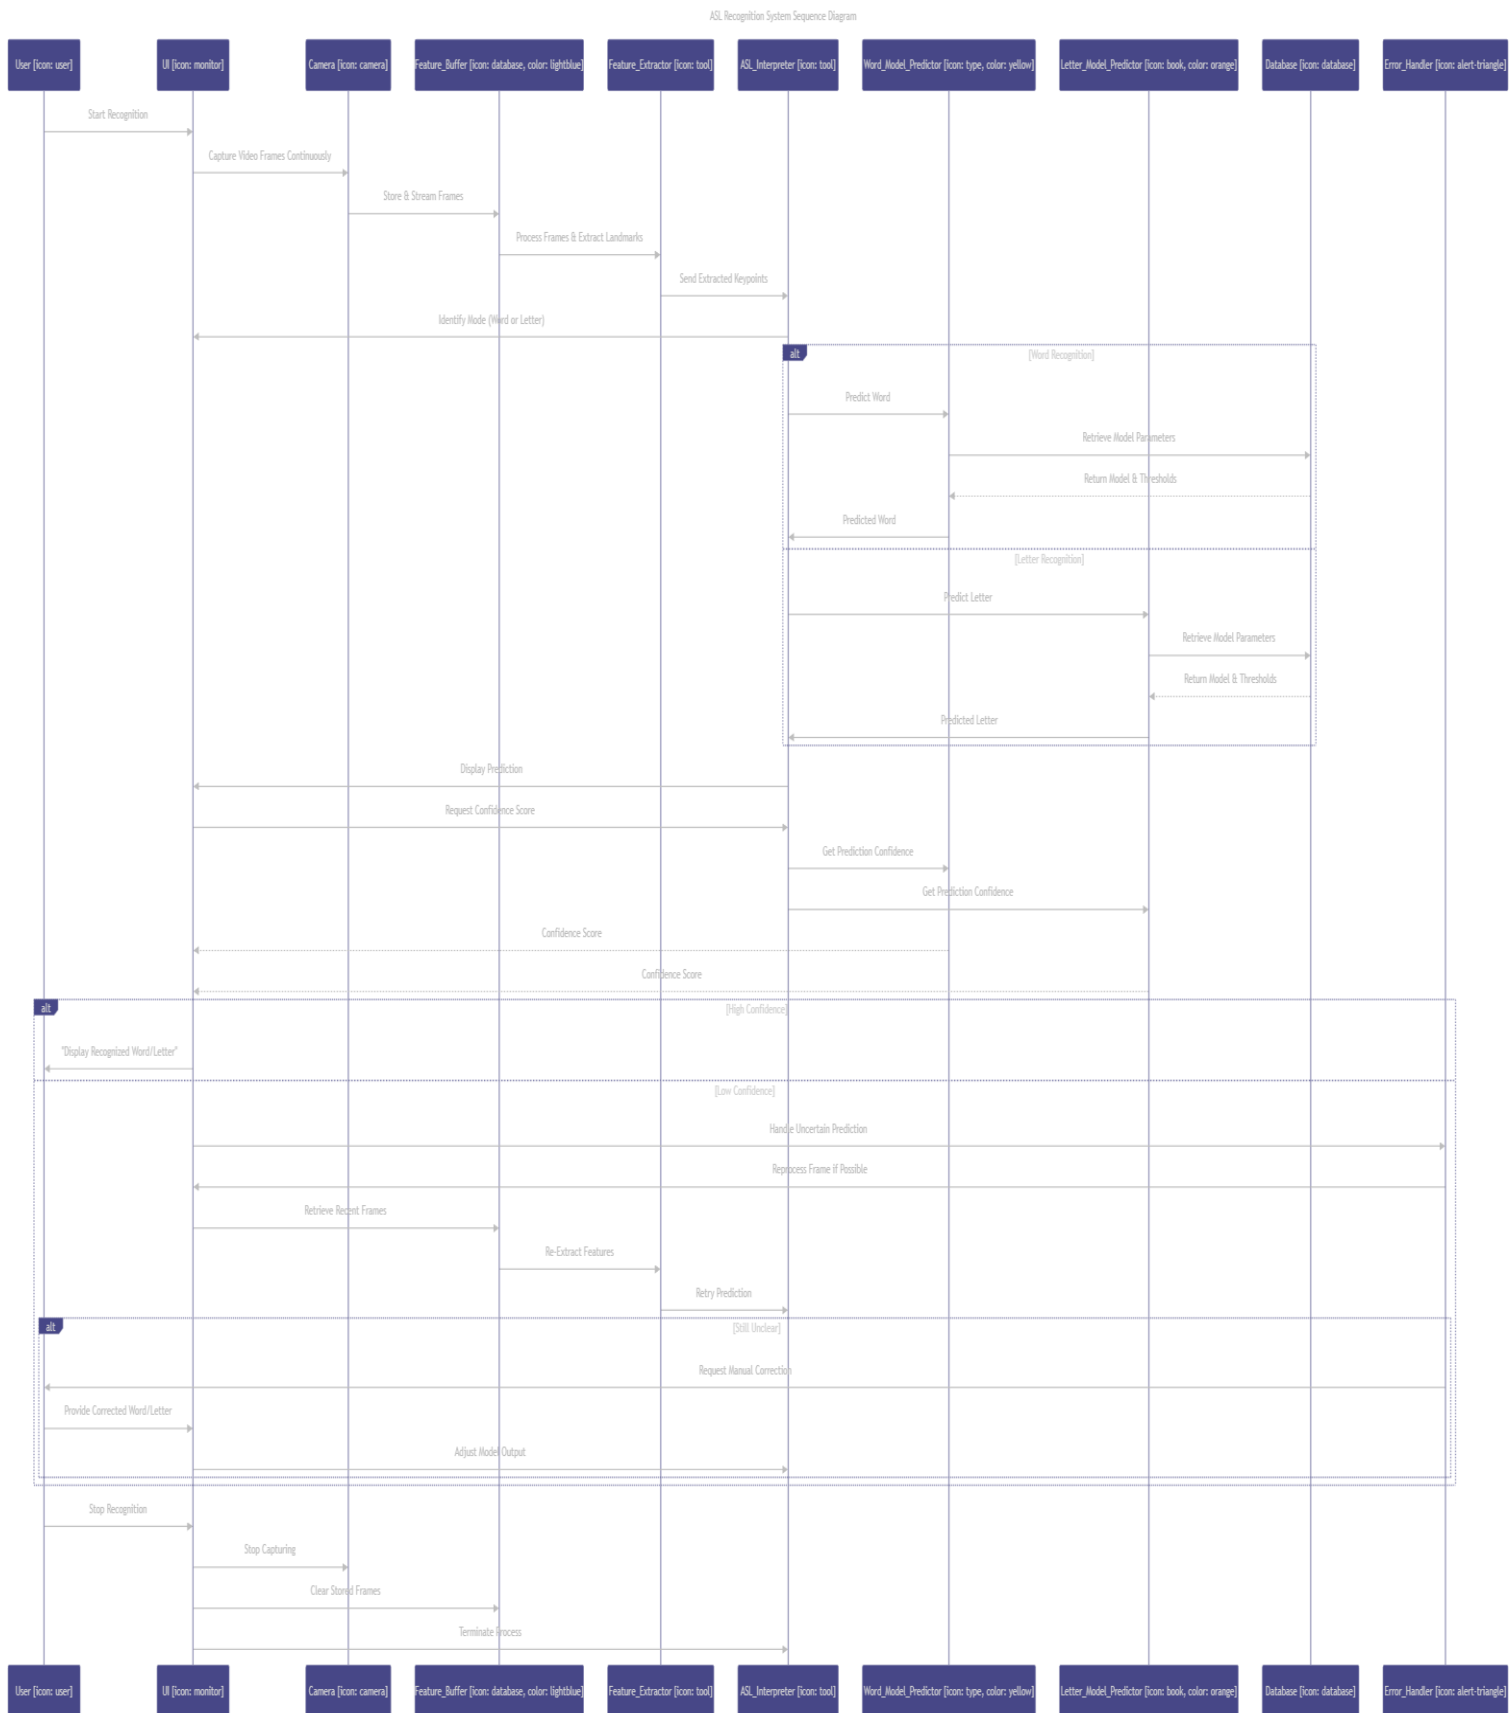 ASL Recognition System Sequence Diagram
User [icon: user]
UI [icon: monitor]
Camera [icon: camera]
Feature_Buffer [icon: database, color: lightblue]
Feature_Extractor [icon: tool]
ASL_Interpreter [icon: tool]
Word_Model_Predictor [icon: type, color: yellow]
Letter_Model_Predictor [icon: book, color: orange]
Database [icon: database]
Error_Handler [icon: alert-triangle]
Start Recognition
Capture Video Frames Continuously
Store & Stream Frames
Process Frames & Extract Landmarks
Send Extracted Keypoints
Identify Mode (Word or Letter)
alt
[Word Recognition]
Predict Word
Retrieve Model Parameters
Return Model & Thresholds
Predicted Word
[Letter Recognition]
Predict Letter
Retrieve Model Parameters
Return Model & Thresholds
Predicted Letter
Display Prediction
Request Confidence Score
Get Prediction Confidence
Get Prediction Confidence
Confidence Score
Confidence Score
alt
[High Confidence]
"Display Recognized Word/Letter"
[Low Confidence]
Handle Uncertain Prediction
Reprocess Frame if Possible
Retrieve Recent Frames
Re-Extract Features
Retry Prediction
alt
[Still Unclear]
Request Manual Correction
Provide Corrected Word/Letter
Adjust Model Output
Stop Recognition
Stop Capturing
Clear Stored Frames
Terminate Process
User [icon: user]
UI [icon: monitor]
Camera [icon: camera]
Feature_Buffer [icon: database, color: lightblue]
Feature_Extractor [icon: tool]
ASL_Interpreter [icon: tool]
Word_Model_Predictor [icon: type, color: yellow]
Letter_Model_Predictor [icon: book, color: orange]
Database [icon: database]
Error_Handler [icon: alert-triangle]